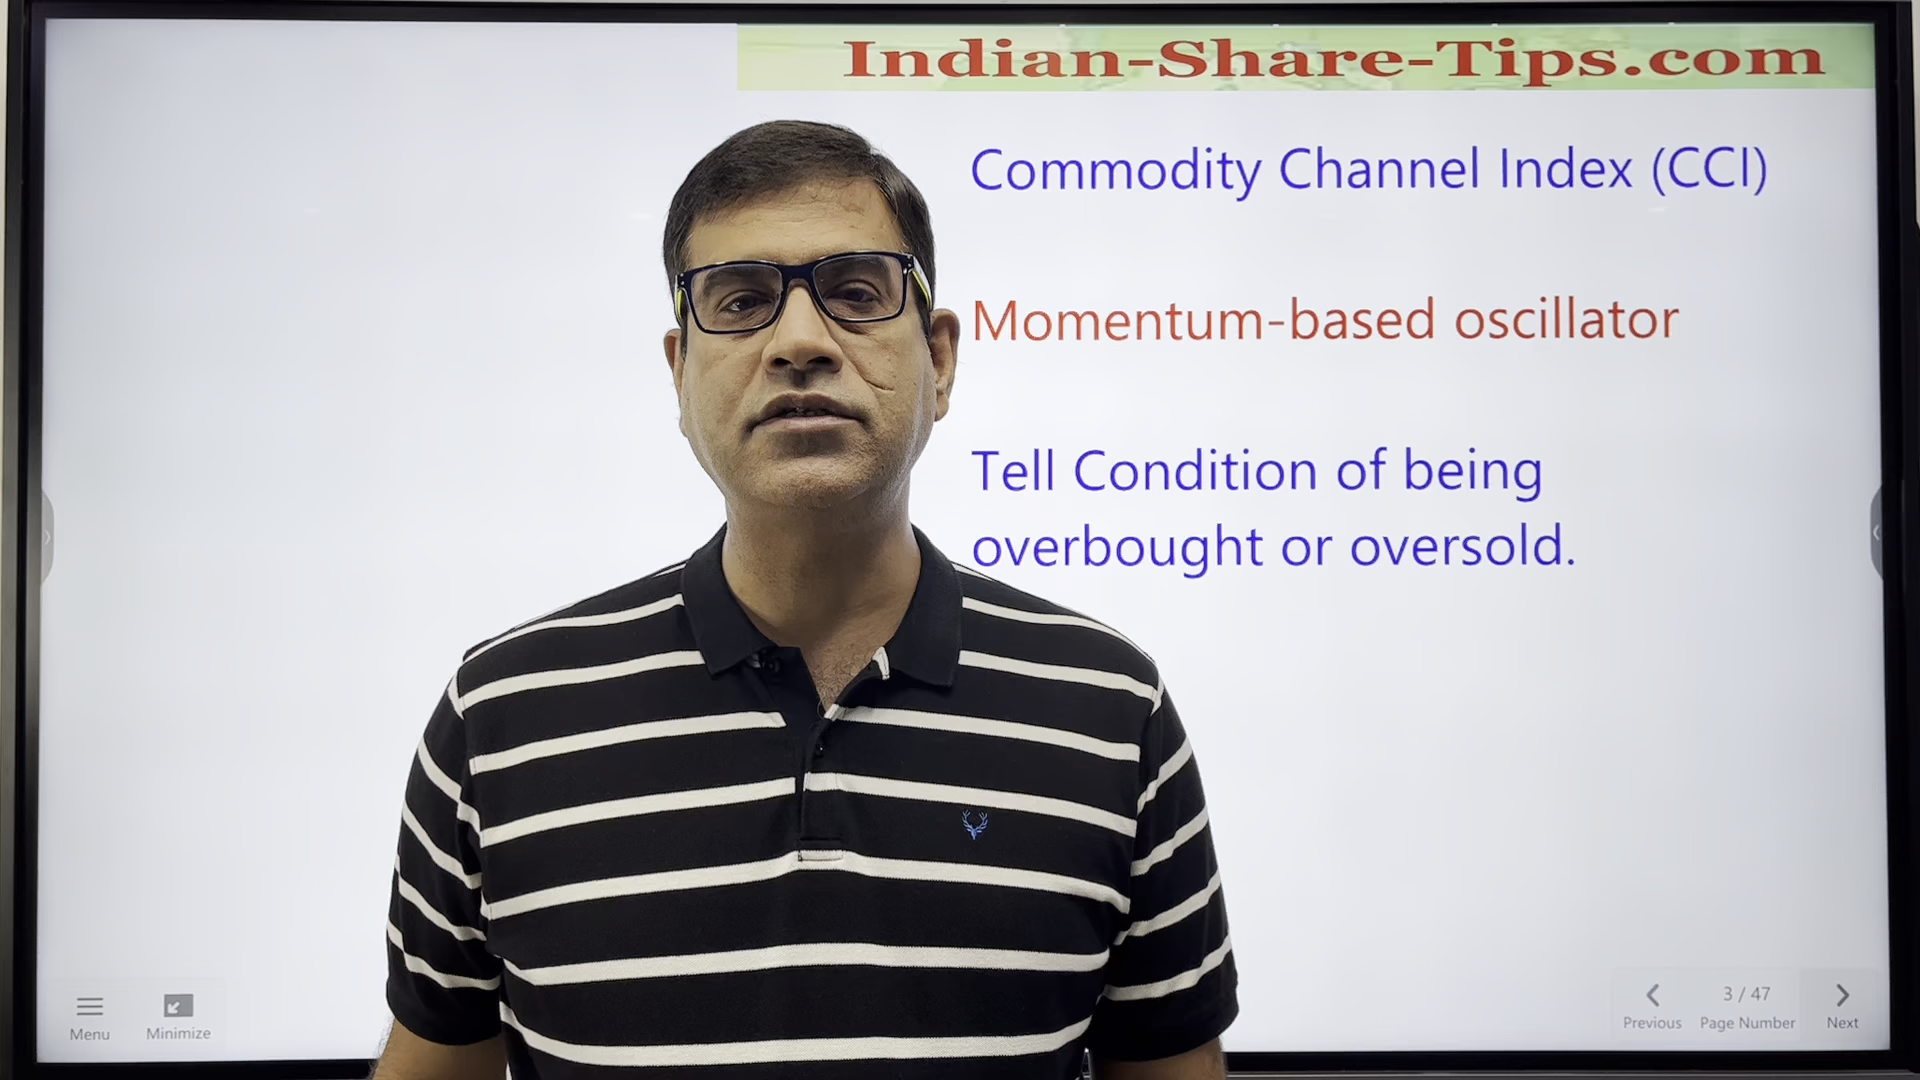 Indian-Share-Tips.com
Commodity Channel Index (CCI)
Momentum-based oscillator
Tell Condition of being
overbought or oversold.
Menu
Minimize
Previous
3 / 47
Page Number
Next